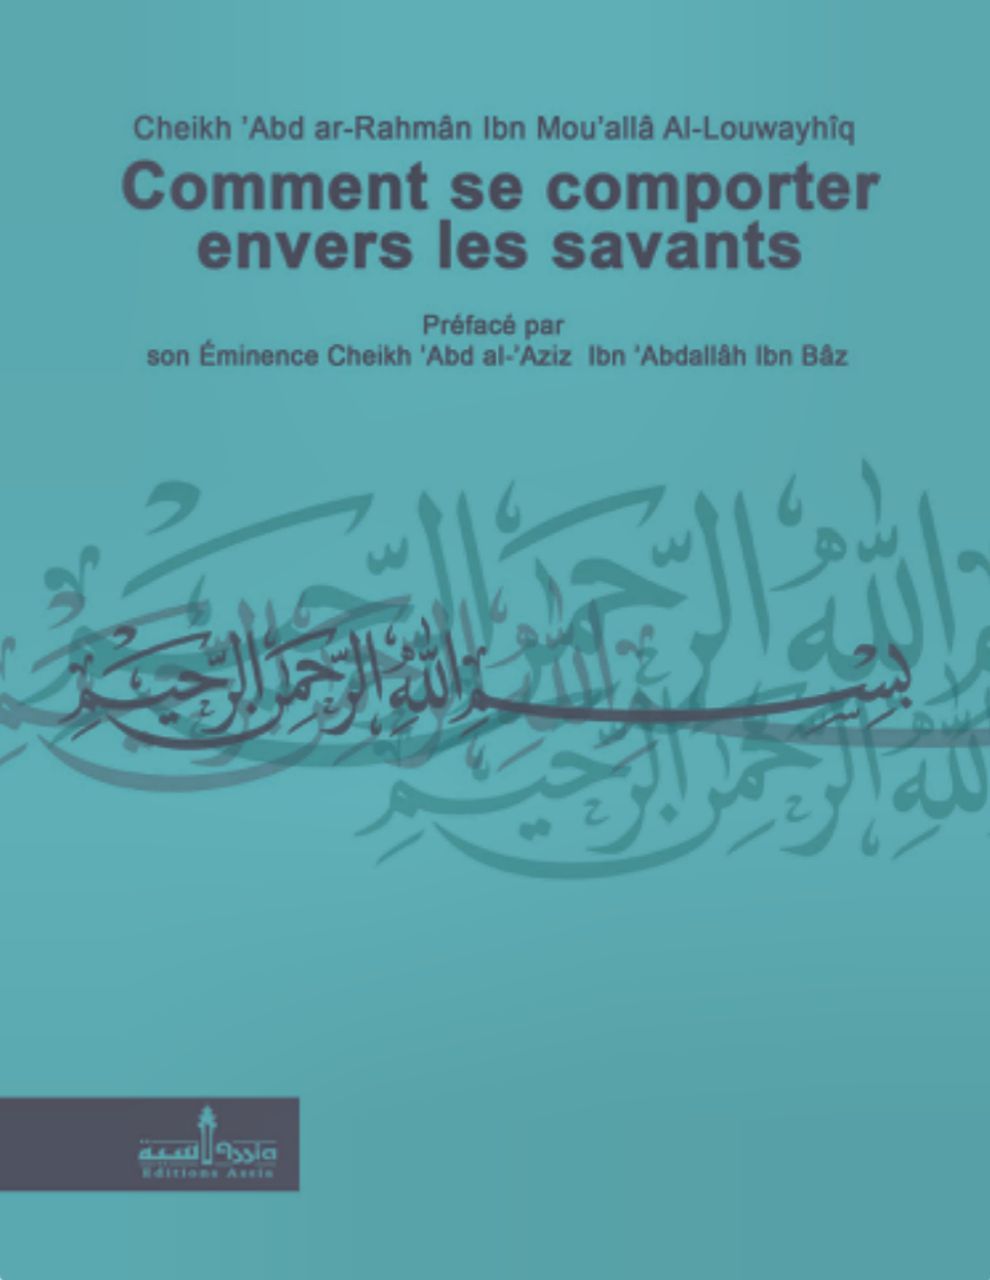 Cheikh 'Abd ar-Rahmân Ibn Mou'allâ Al-Louwayhîq
Comment se comporter
envers les savants
Préfacé par
son Éminence Cheikh 'Abd al-'Aziz Ibn 'Abdallâh Ibn Bâz
بسم الله الرحمن الرحيم
Editions Assia